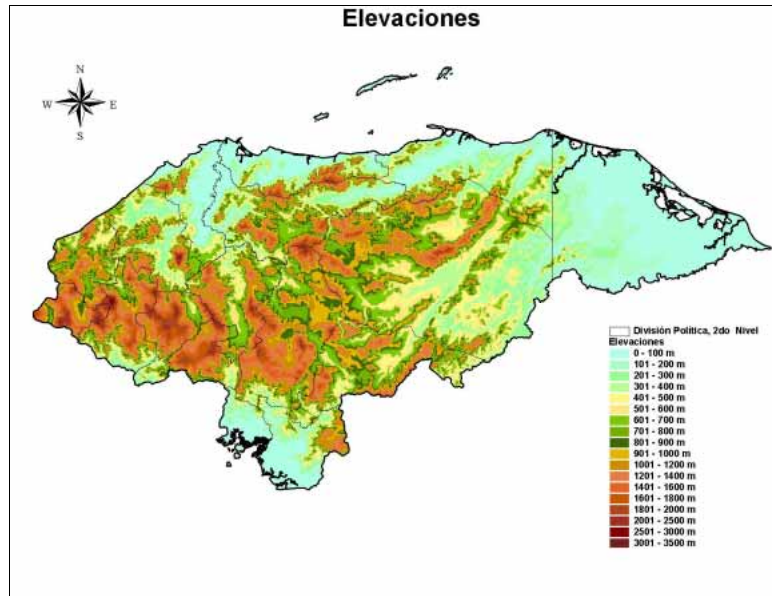 Elevaciones
N
W E
S
División Política, 2do Nivel
Elevaciones
0 - 100 m
101 - 200 m
201 - 300 m
301 - 400 m
401 - 500 m
501 - 600 m
601 - 700 m
701 - 800 m
801 - 900 m
901 - 1000 m
1001 - 1200 m
1201 - 1400 m
1401 - 1600 m
1601 - 1800 m
1801 - 2000 m
2001 - 2500 m
2501 - 3000 m
3001 - 3500 m